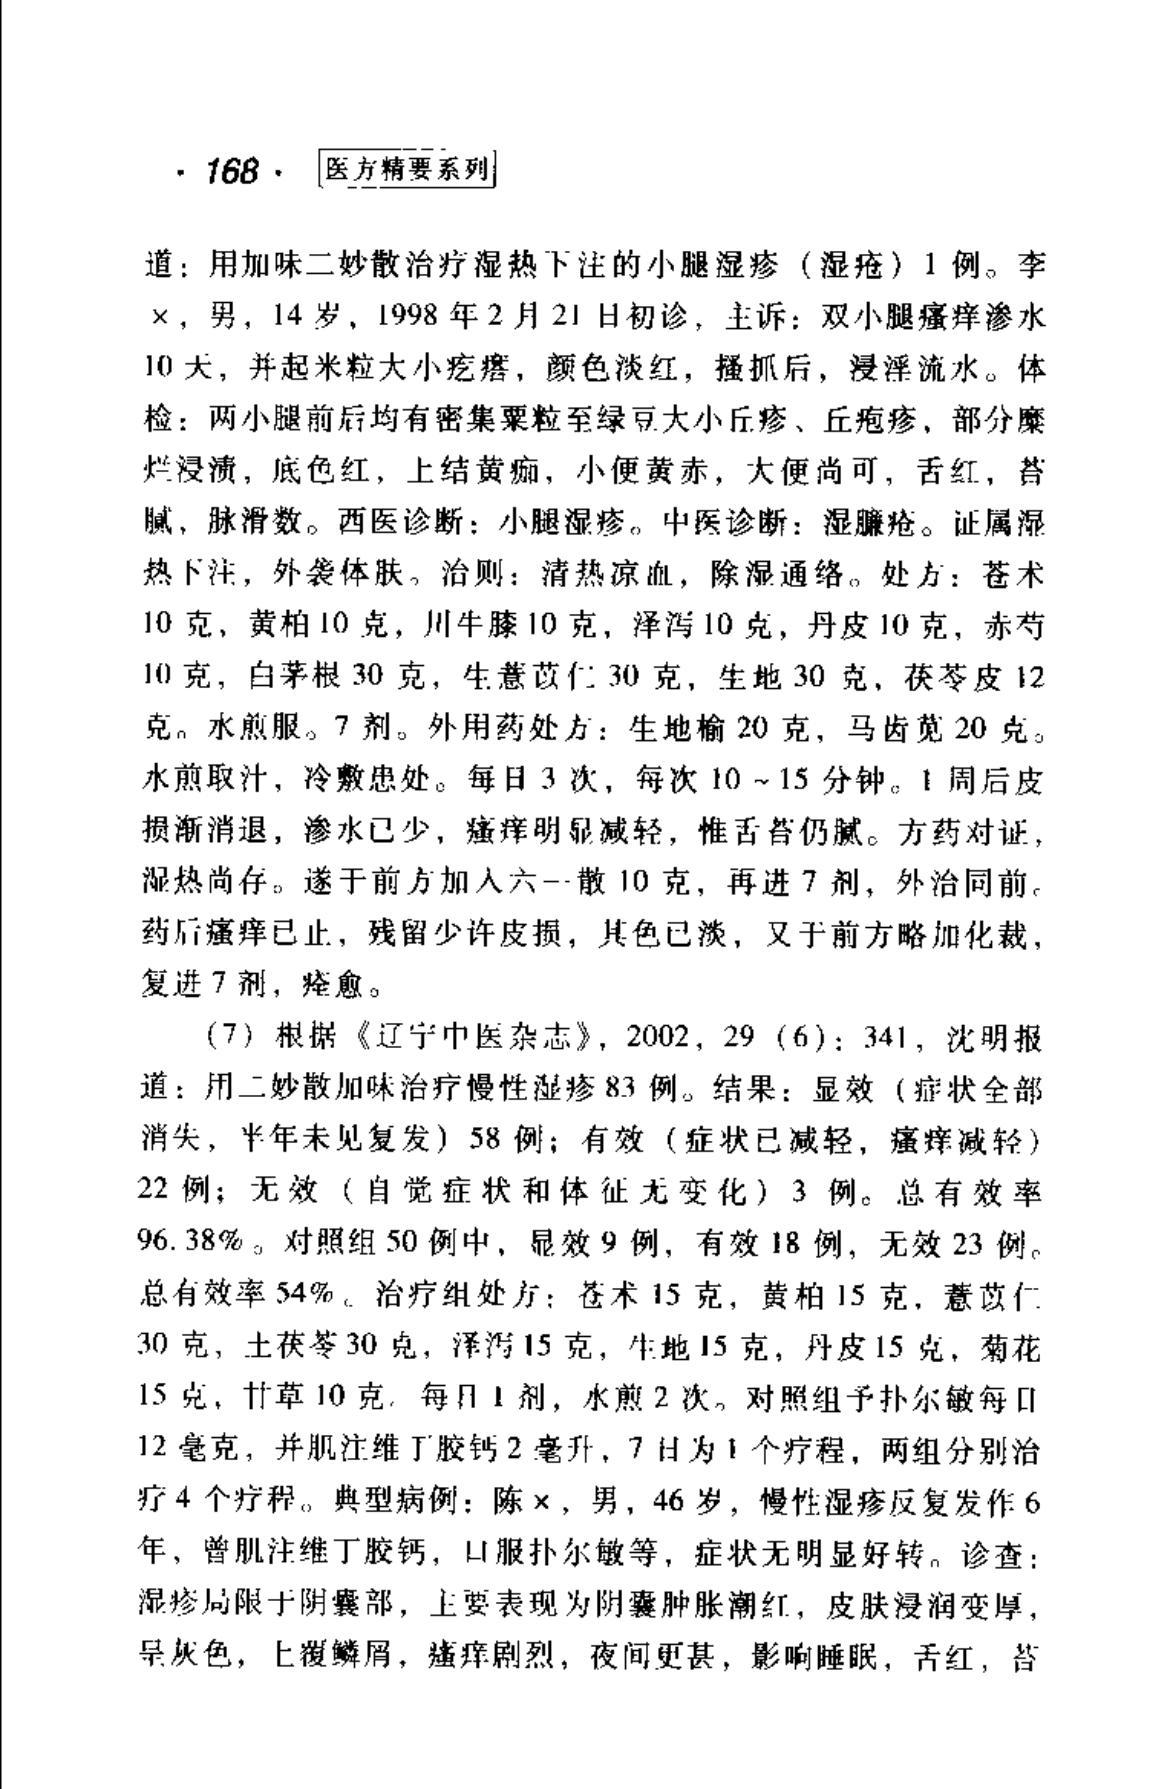 ·168· 医方精要系列
道：用加味二妙散治疗湿热下注的小腿湿疹（湿疮）1 例。李
×，男，14 岁，1998 年 2 月 21 日初诊，主诉：双小腿瘙痒渗水
10 天，并起米粒大小疙瘩，颜色淡红，搔抓后，浸淫流水。体
检：两小腿前后均有密集粟粒至绿豆大小丘疹、丘疱疹，部分糜
烂浸渍，底色红，上结黄痂，小便黄赤，大便尚可，舌红，苔
腻，脉滑数。西医诊断：小腿湿疹。中医诊断：湿臁疮。证属湿
热下注，外袭体肤。治则：清热凉血，除湿通络。处方：苍术
10 克，黄柏 10 克，川牛膝 10 克，泽泻 10 克，丹皮 10 克，赤芍
10 克，白茅根 30 克，生薏苡仁 30 克，生地 30 克，茯苓皮 12
克。水煎服。7 剂。外用药处方：生地榆 20 克，马齿苋 20 克。
水煎取汁，冷敷患处。每日 3 次，每次 10 ~ 15 分钟。1 周后皮
损渐消退，渗水已少，瘙痒明显减轻，惟舌苔仍腻。方药对证，
湿热尚存。遂于前方加入六一散 10 克，再进 7 剂，外治同前。
药后瘙痒已止，残留少许皮损，其色已淡，又于前方略加化裁，
复进 7 剂，痊愈。
（7）根据《辽宁中医杂志》，2002，29（6）：341，沈明报
道：用二妙散加味治疗慢性湿疹 83 例。结果：显效（症状全部
消失，半年未见复发）58 例；有效（症状已减轻，瘙痒减轻）
22 例；无效（自觉症状和体征无变化）3 例。总有效率
96.38%。对照组 50 例中，显效 9 例，有效 18 例，无效 23 例。
总有效率 54%。治疗组处方：苍术 15 克，黄柏 15 克，薏苡仁
30 克，土茯苓 30 克，泽泻 15 克，生地 15 克，丹皮 15 克，菊花
15 克，甘草 10 克，每日 1 剂，水煎 2 次。对照组予扑尔敏每日
12 毫克，并肌注维丁胶钙 2 毫升，7 日为 1 个疗程，两组分别治
疗 4 个疗程。典型病例：陈 ×，男，46 岁，慢性湿疹反复发作 6
年，曾肌注维丁胶钙，口服扑尔敏等，症状无明显好转。诊查：
湿疹局限于阴囊部，主要表现为阴囊肿胀潮红，皮肤浸润变厚，
呈灰色，上覆鳞屑，瘙痒剧烈，夜间更甚，影响睡眠，舌红，苔